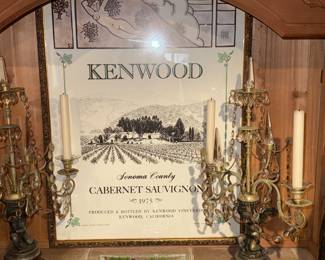 KENWOOD
Sonoma County
CABERNET SAUVIGNON
1975
PRODUCED & BOTTLED BY KENWOOD VINEYARDS
KENWOOD, CALIFORNIA